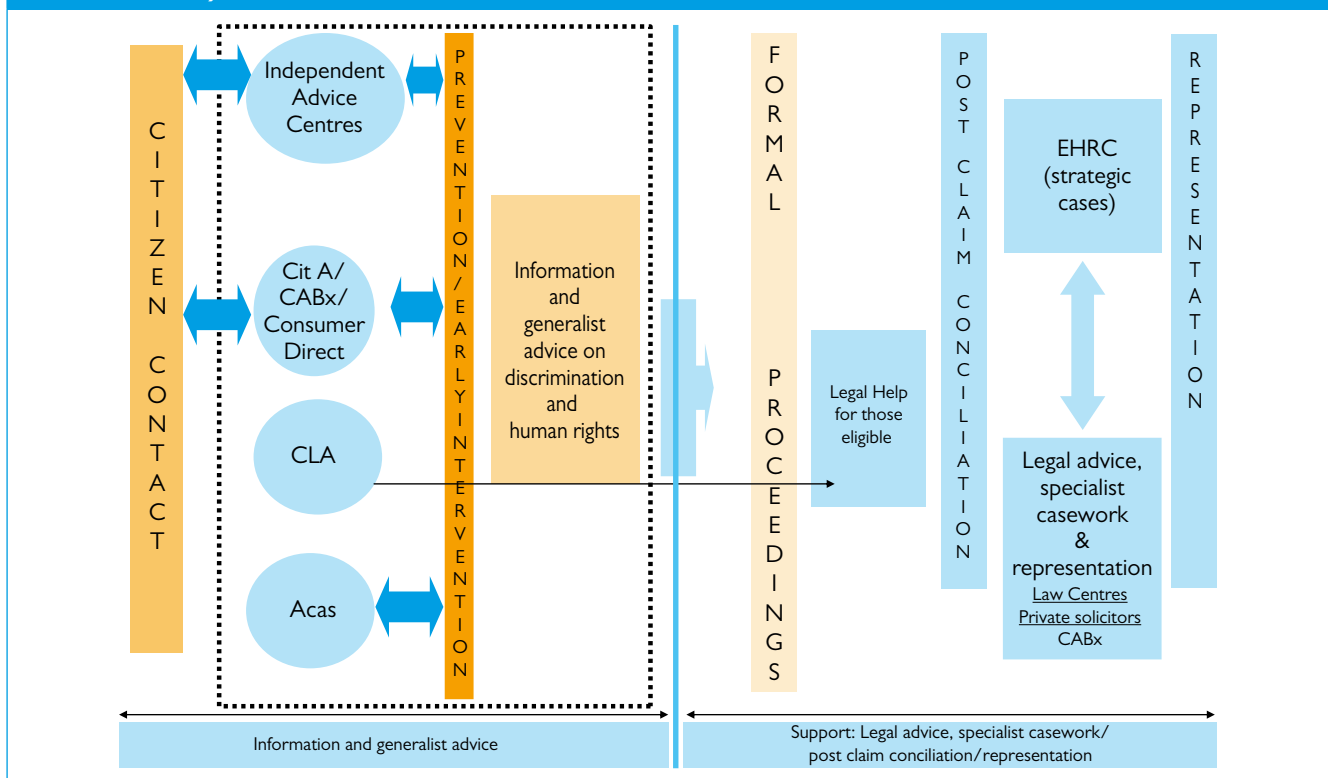 CITIZEN CONTACT
Independent
Advice
Centres
Cit A/
CABx/
Consumer
Direct
CLA
Acas
PREVENTION/EARLYINTERVENTION
Information
and
generalist
advice on
discrimination
and
human rights
FORMAL PROCEEDINGS
Legal Help
for those
eligible
POST CLAIM CONCILIATION
EHRC
(strategic
cases)
Legal advice,
specialist
casework
&
representation
Law Centres
Private solicitors
CABx
REPRESENTATION
Information and generalist advice
Support: Legal advice, specialist casework/
post claim conciliation/representation